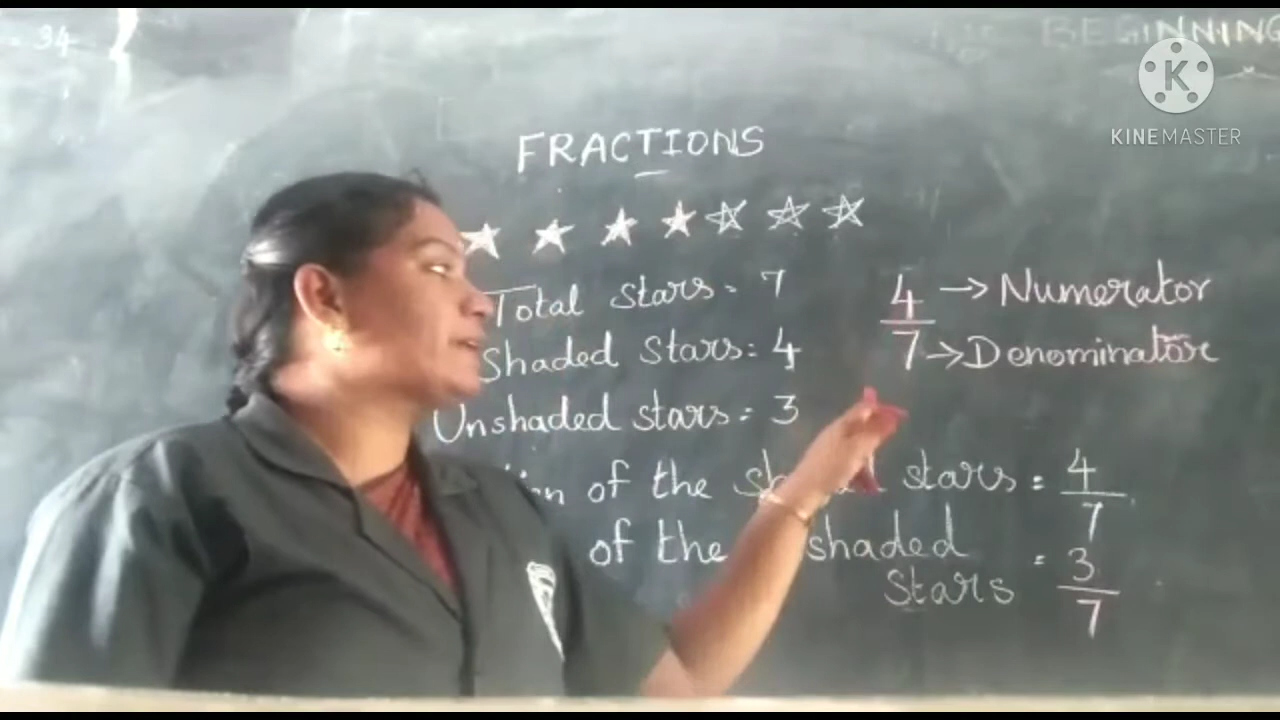 34
BEGINNING
K
KINEMASTER
FRACTIONS
Total stars = 7
Shaded stars = 4
Unshaded stars = 3
4 → Numerator
7 → Denominator
of the stars = 4
7
of the shaded
stars = 3
7